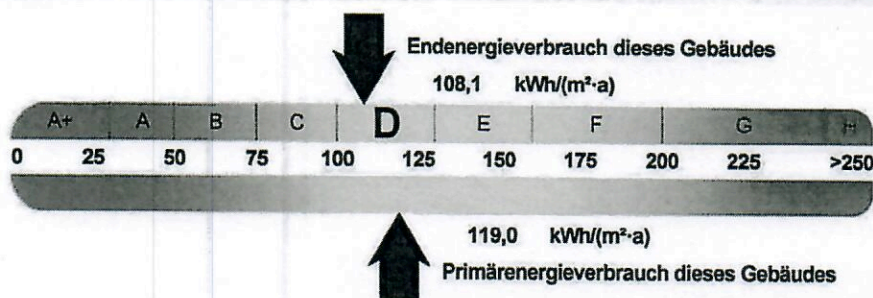 Endenergieverbrauch dieses Gebäudes
108,1 kWh/(m²·a)
A+ A B C D E F G H
0 25 50 75 100 125 150 175 200 225 >250
119,0 kWh/(m²·a)
Primärenergieverbrauch dieses Gebäudes